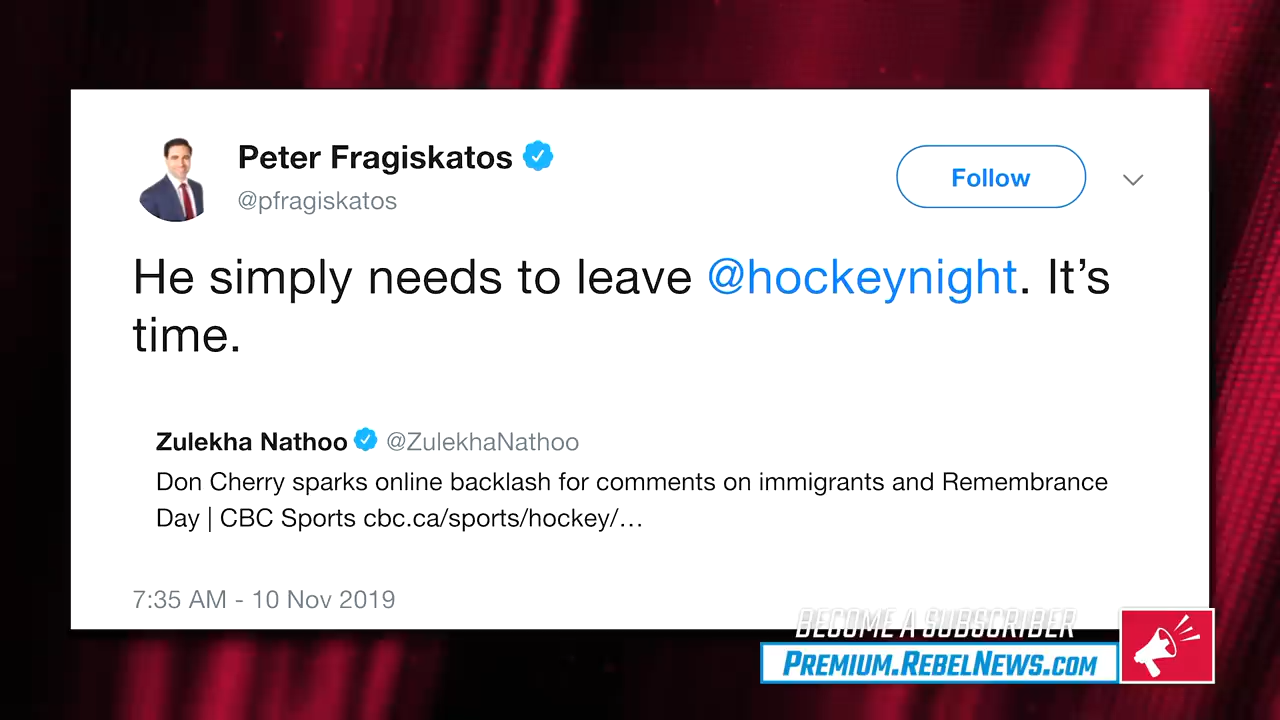 Peter Fragiskatos
@pfragiskatos
Follow
He simply needs to leave @hockeynight. It’s
time.
Zulekha Nathoo @ZulekhaNathoo
Don Cherry sparks online backlash for comments on immigrants and Remembrance
Day | CBC Sports cbc.ca/sports/hockey/…
7:35 AM - 10 Nov 2019
BECOME A SUBSCRIBER
PREMIUM.REBELNEWS.COM